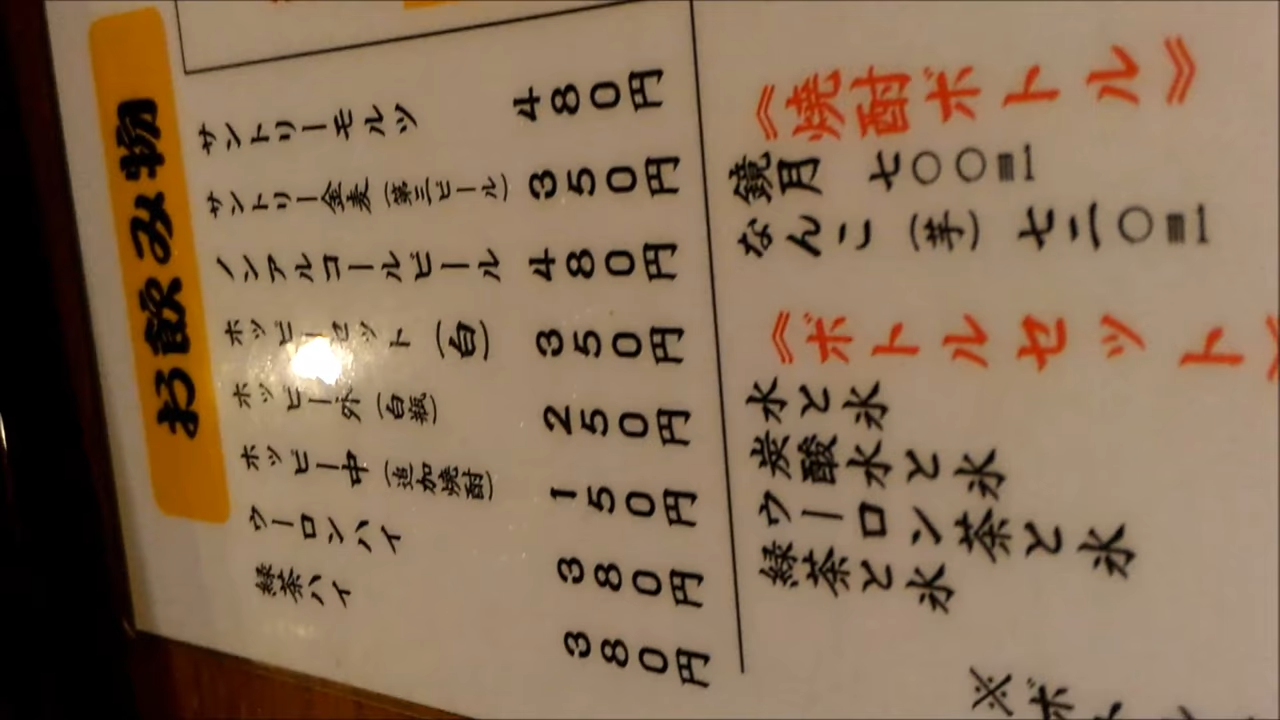 お飲み物
サントリーモルツ 480円
サントリー金麦(第三ビール) 350円
ノンアルコールビール 480円
ホッピーセット(白) 350円
ホッピー外(白瓶) 250円
ホッピー中(追加焼酎) 150円
ウーロンハイ 380円
緑茶ハイ 380円
《焼酎ボトル》
鏡月 七〇〇ml
なんこ(芋) 七二〇ml
《ボトルセット》
水と氷
炭酸水と氷
ウーロン茶と氷
緑茶と氷
※ボ